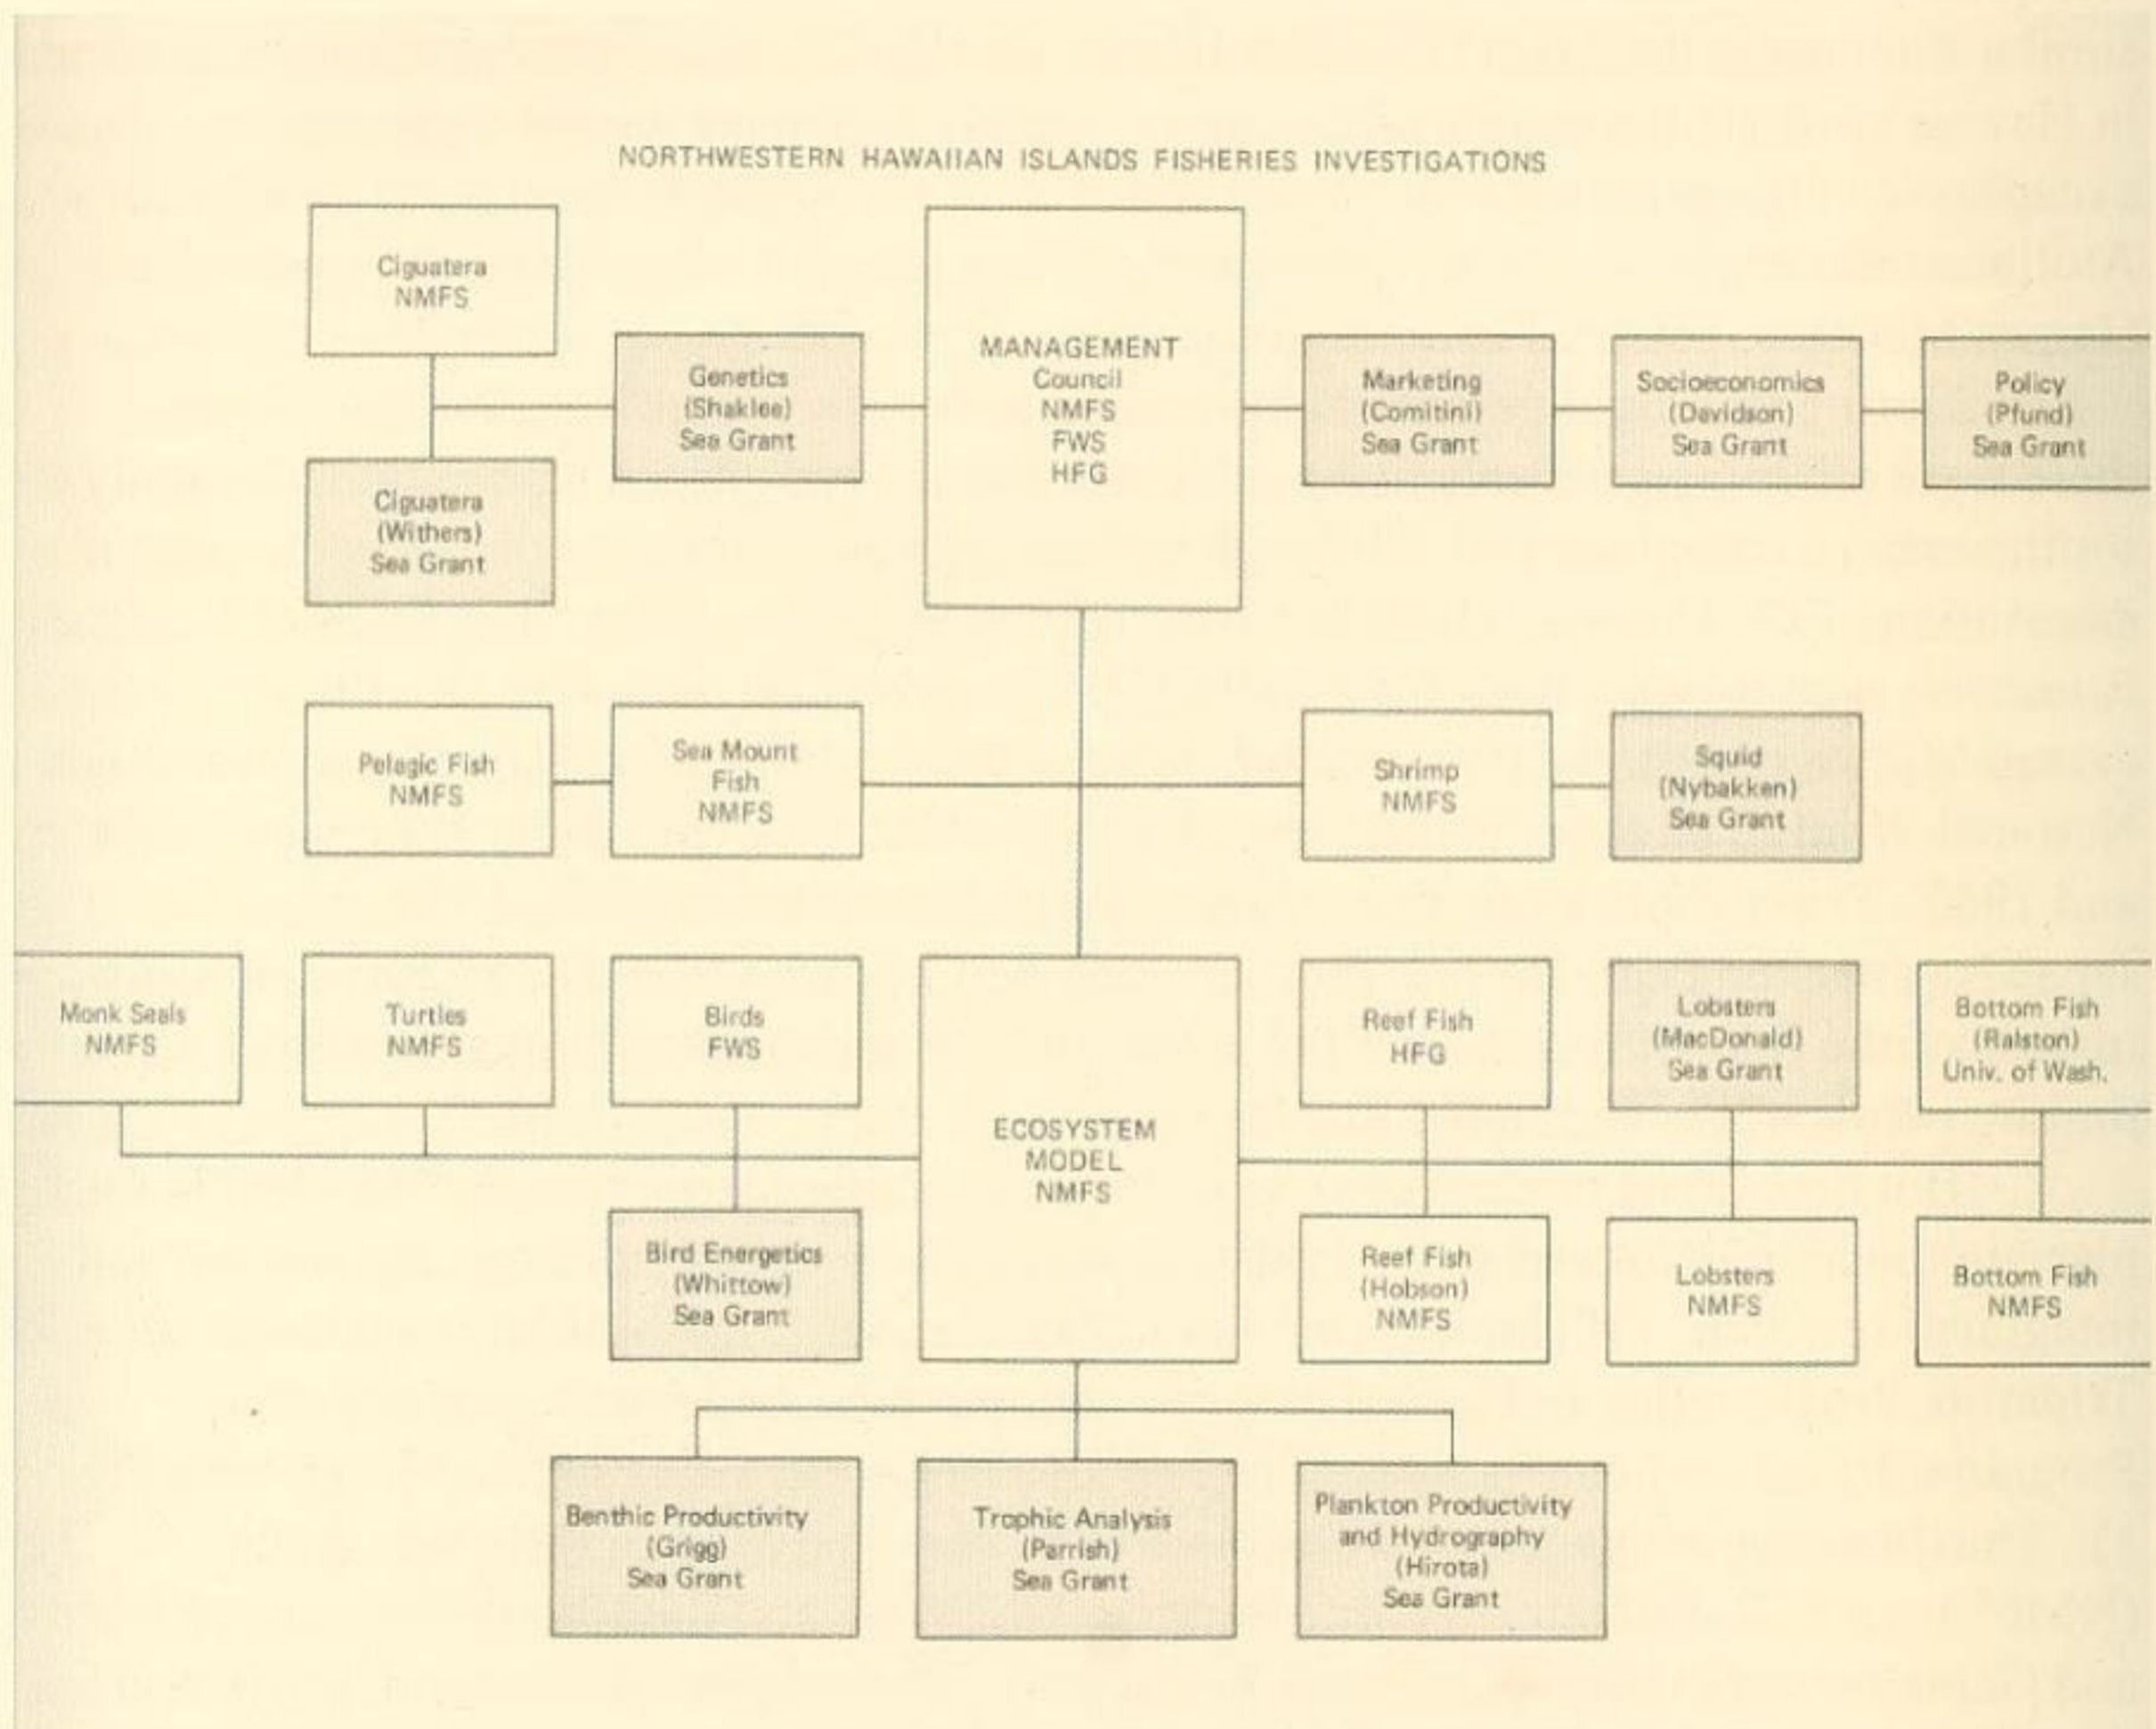 NORTHWESTERN HAWAIIAN ISLANDS FISHERIES INVESTIGATIONS
Ciguatera
NMFS
Genetics
(Shaklee)
Sea Grant
Ciguatera
(Withers)
Sea Grant
MANAGEMENT
Council
NMFS
FWS
HFG
Marketing
(Comitini)
Sea Grant
Socioeconomics
(Davidson)
Sea Grant
Policy
(Pfund)
Sea Grant
Pelagic Fish
NMFS
Sea Mount
Fish
NMFS
Shrimp
NMFS
Squid
(Nybakken)
Sea Grant
Monk Seals
NMFS
Turtles
NMFS
Birds
FWS
Bird Energetics
(Whittow)
Sea Grant
ECOSYSTEM
MODEL
NMFS
Reef Fish
HFG
Lobsters
(MacDonald)
Sea Grant
Bottom Fish
(Ralston)
Univ. of Wash.
Reef Fish
(Hobson)
NMFS
Lobsters
NMFS
Bottom Fish
NMFS
Benthic Productivity
(Grigg)
Sea Grant
Trophic Analysis
(Parrish)
Sea Grant
Plankton Productivity
and Hydrography
(Hirota)
Sea Grant